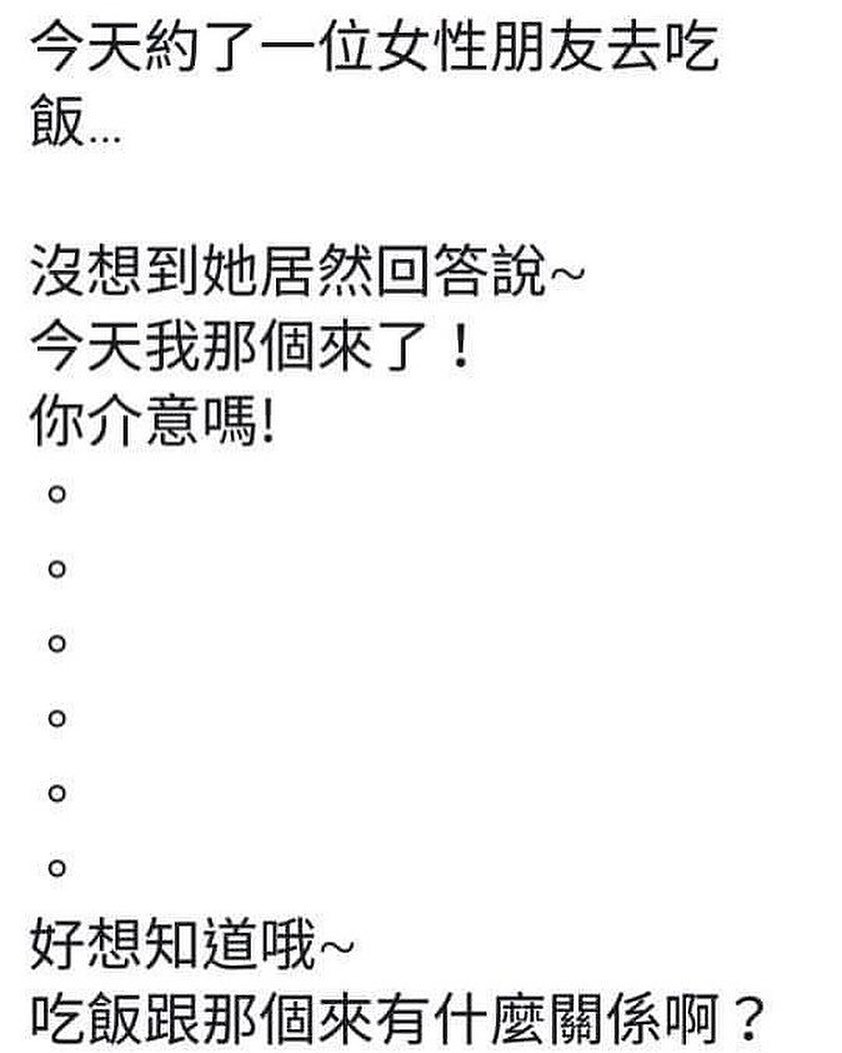 今天約了一位女性朋友去吃
飯...
沒想到她居然回答說~
今天我那個來了！
你介意嗎!
。
。
。
。
。
。
好想知道哦~
吃飯跟那個來有什麼關係啊？